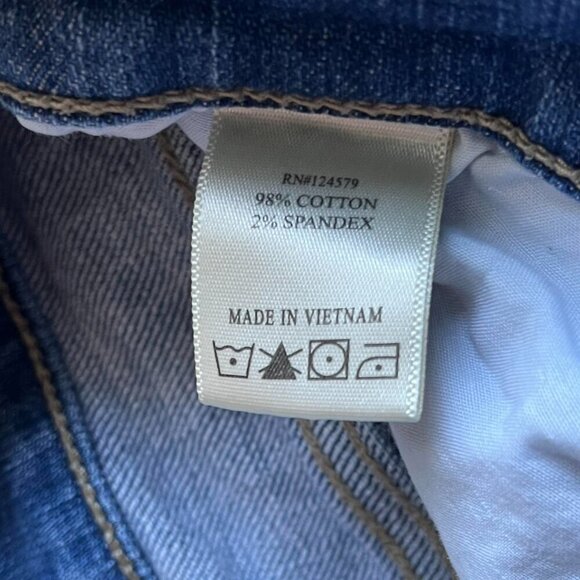 RN#124579
98% COTTON
2% SPANDEX
MADE IN VIETNAM